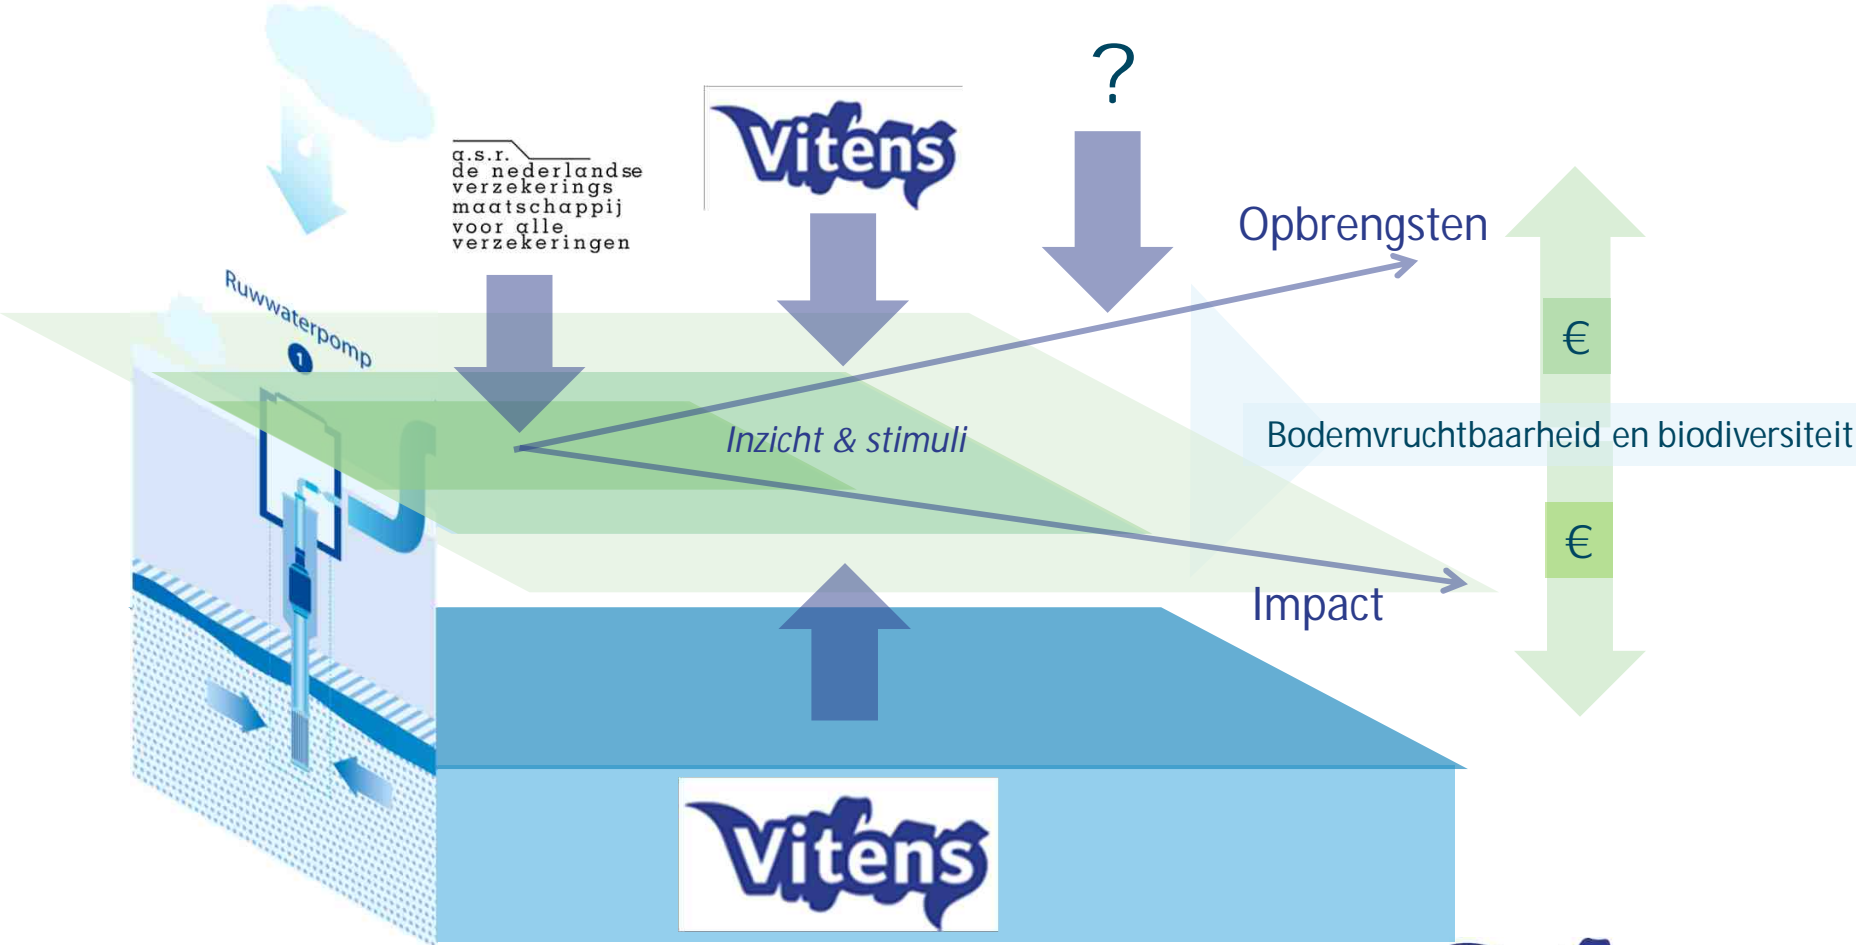 ?
a.s.r.
de nederlandse
verzekerings
maatschappij
voor alle
verzekeringen
Vitens
Opbrengsten
Ruwwaterpomp
1
€
Inzicht & stimuli
Bodemvruchtbaarheid en biodiversiteit
€
Impact
Vitens